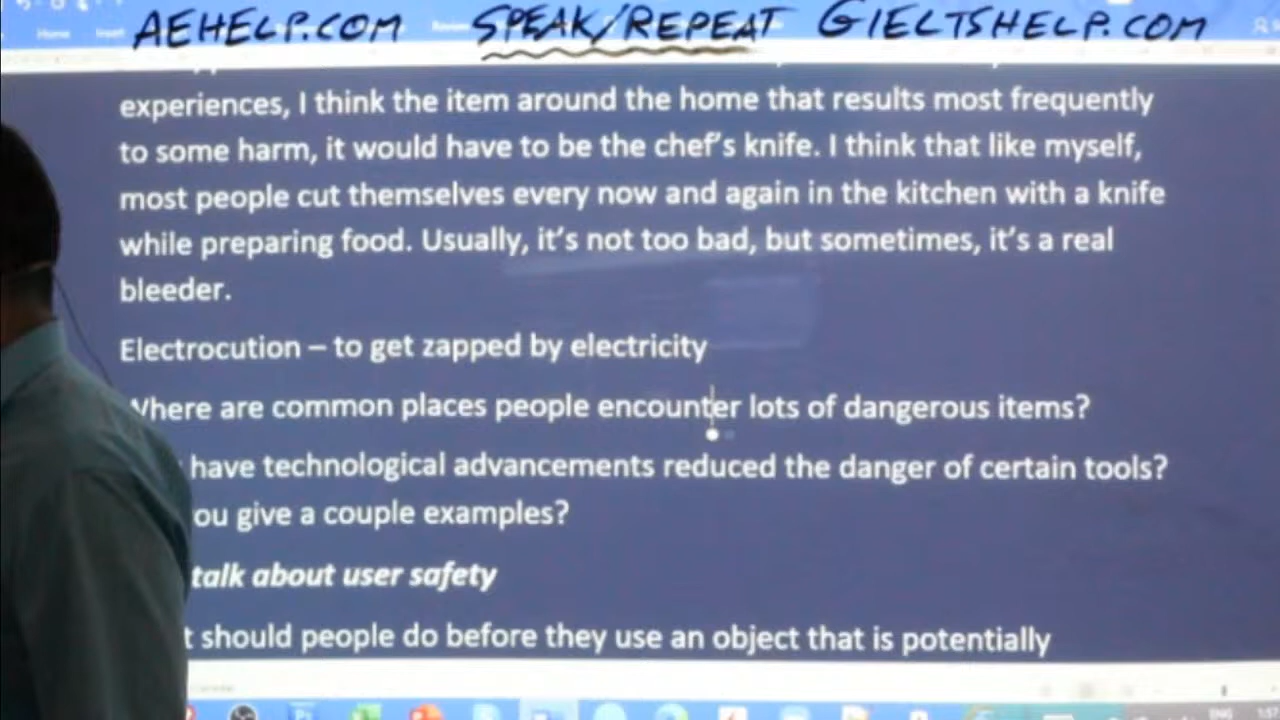 AEHELP.COM SPEAK/REPEAT GIELTSHELP.COM
Home Insert
experiences, I think the item around the home that results most frequently
to some harm, it would have to be the chef's knife. I think that like myself,
most people cut themselves every now and again in the kitchen with a knife
while preparing food. Usually, it's not too bad, but sometimes, it's a real
bleeder.
Electrocution – to get zapped by electricity
Where are common places people encounter lots of dangerous items?
have technological advancements reduced the danger of certain tools?
ou give a couple examples?
talk about user safety
t should people do before they use an object that is potentially
ENG